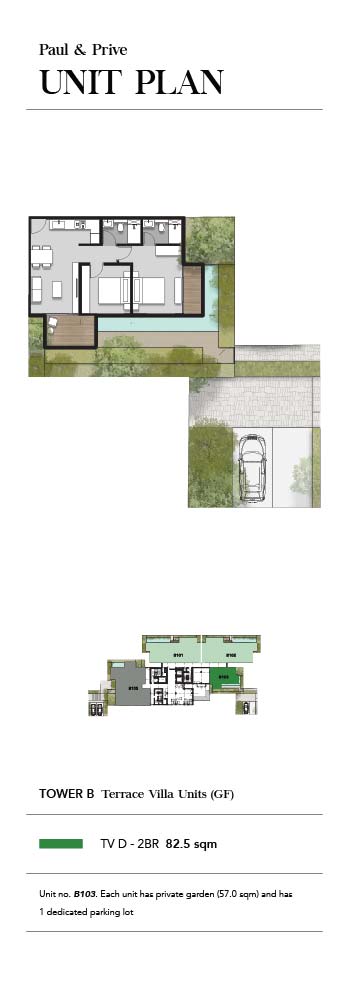 Paul & Prive
UNIT PLAN
B101
B102
B103
TOWER B Terrace Villa Units (GF)
TV D - 2BR 82.5 sqm
Unit no. B103. Each unit has private garden (57.0 sqm) and has
1 dedicated parking lot